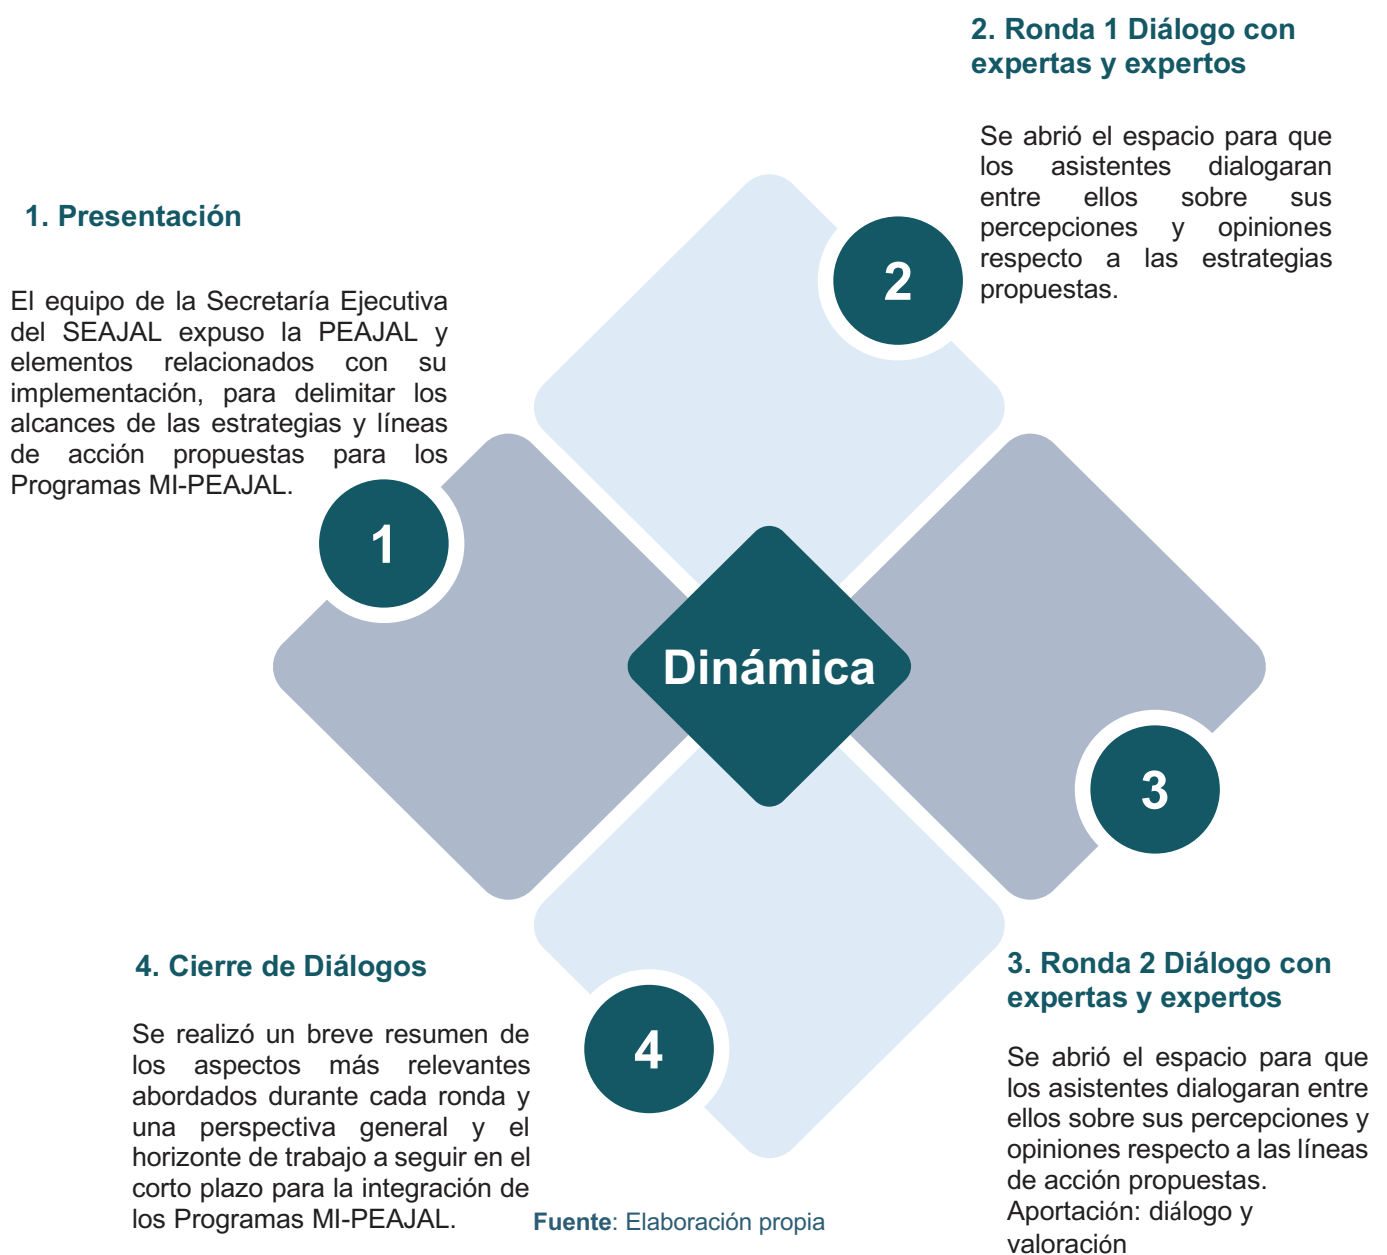 1. Presentación
El equipo de la Secretaría Ejecutiva
del SEAJAL expuso la PEAJAL y
elementos relacionados con su
implementación, para delimitar los
alcances de las estrategias y líneas
de acción propuestas para los
Programas MI-PEAJAL.
1
2. Ronda 1 Diálogo con
expertas y expertos
Se abrió el espacio para que
los asistentes dialogaran
entre ellos sobre sus
percepciones y opiniones
respecto a las estrategias
propuestas.
2
Dinámica
3
3. Ronda 2 Diálogo con
expertas y expertos
Se abrió el espacio para que
los asistentes dialogaran entre
ellos sobre sus percepciones y
opiniones respecto a las líneas
de acción propuestas.
Aportación: diálogo y
valoración
4. Cierre de Diálogos
Se realizó un breve resumen de
los aspectos más relevantes
abordados durante cada ronda y
una perspectiva general y el
horizonte de trabajo a seguir en el
corto plazo para la integración de
los Programas MI-PEAJAL.
4
Fuente: Elaboración propia